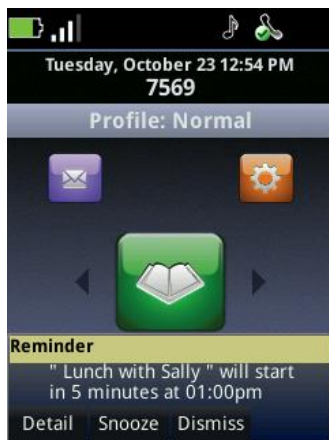 Tuesday, October 23 12:54 PM
7569
Profile: Normal
Reminder
" Lunch with Sally " will start
in 5 minutes at 01:00pm
Detail Snooze Dismiss